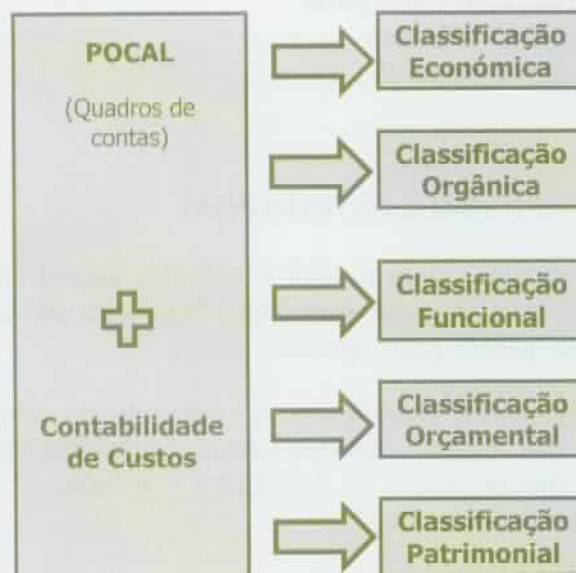 POCAL
(Quadros de
contas)
Contabilidade
de Custos
Classificação
Económica
Classificação
Orgânica
Classificação
Funcional
Classificação
Orçamental
Classificação
Patrimonial